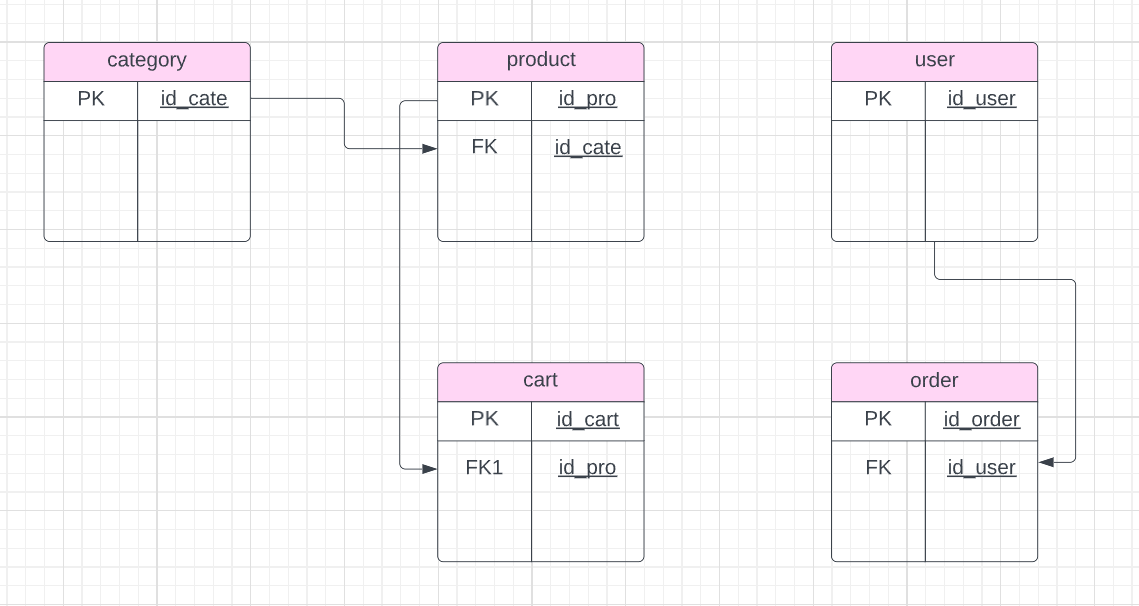 category
PK id_cate
product
PK id_pro
FK id_cate
user
PK id_user
cart
PK id_cart
FK1 id_pro
order
PK id_order
FK id_user